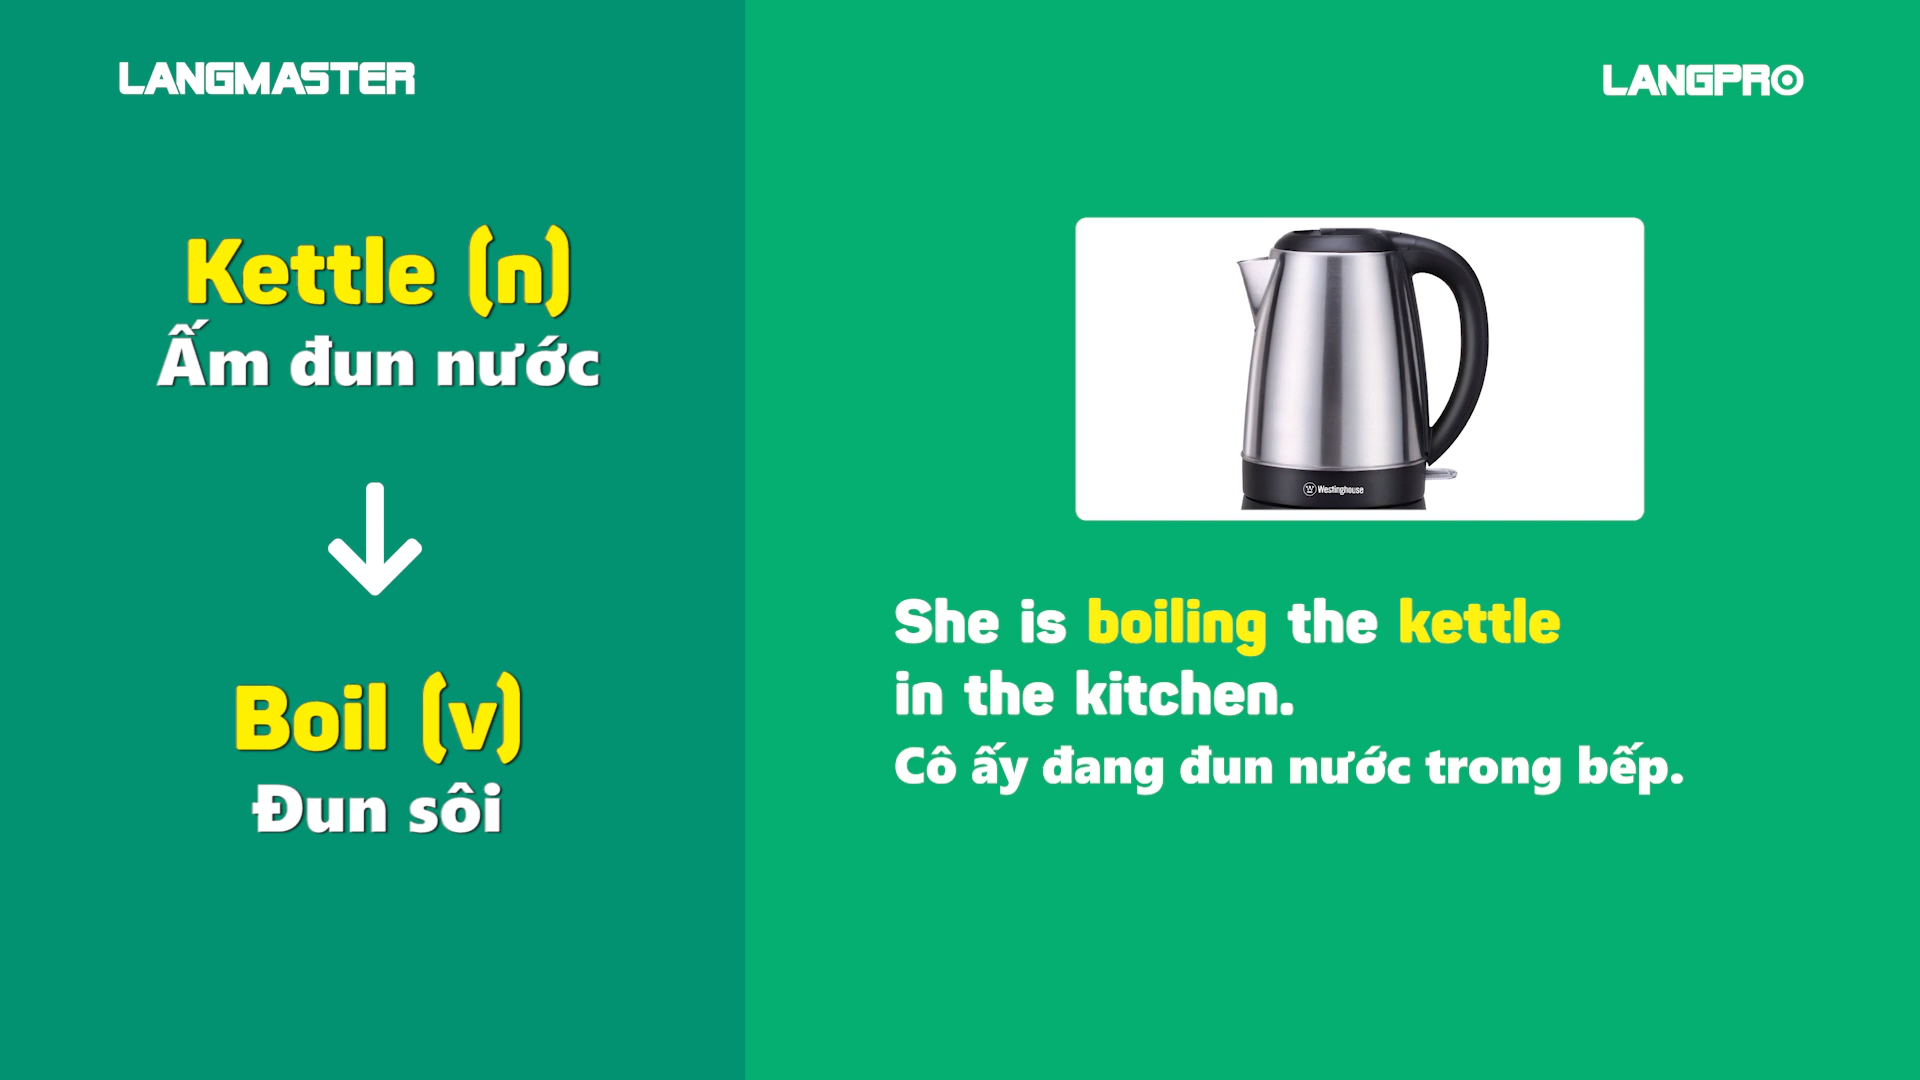 LANGMASTER
LANGPRO
Kettle (n)
Ấm đun nước
Boil (v)
Đun sôi
Westinghouse
She is boiling the kettle
in the kitchen.
Cô ấy đang đun nước trong bếp.